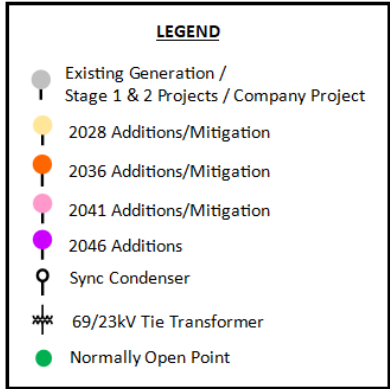 LEGEND
Existing Generation /
Stage 1 & 2 Projects / Company Project
2028 Additions/Mitigation
2036 Additions/Mitigation
2041 Additions/Mitigation
2046 Additions
Sync Condenser
69/23kV Tie Transformer
Normally Open Point